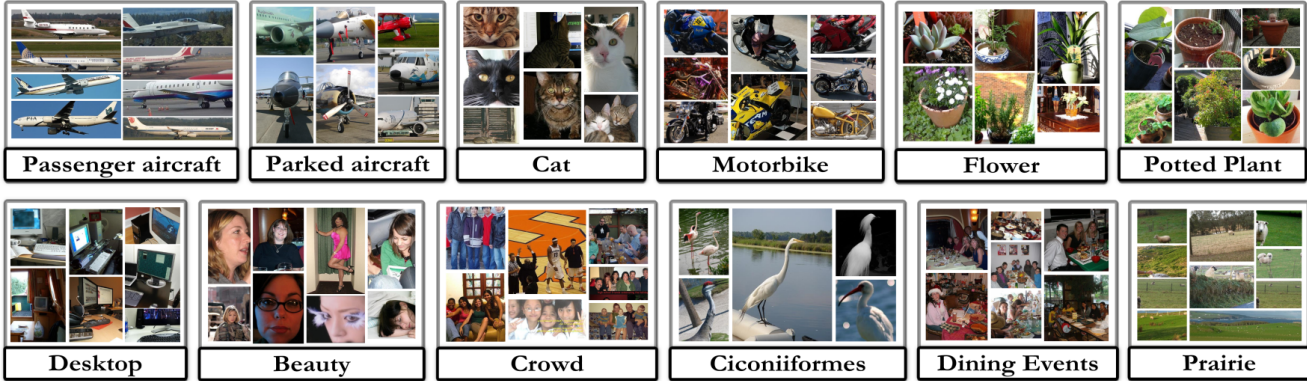 Passenger aircraft
Parked aircraft
Cat
Motorbike
Flower
Potted Plant
Desktop
Beauty
Crowd
Ciconiiformes
Dining Events
Prairie